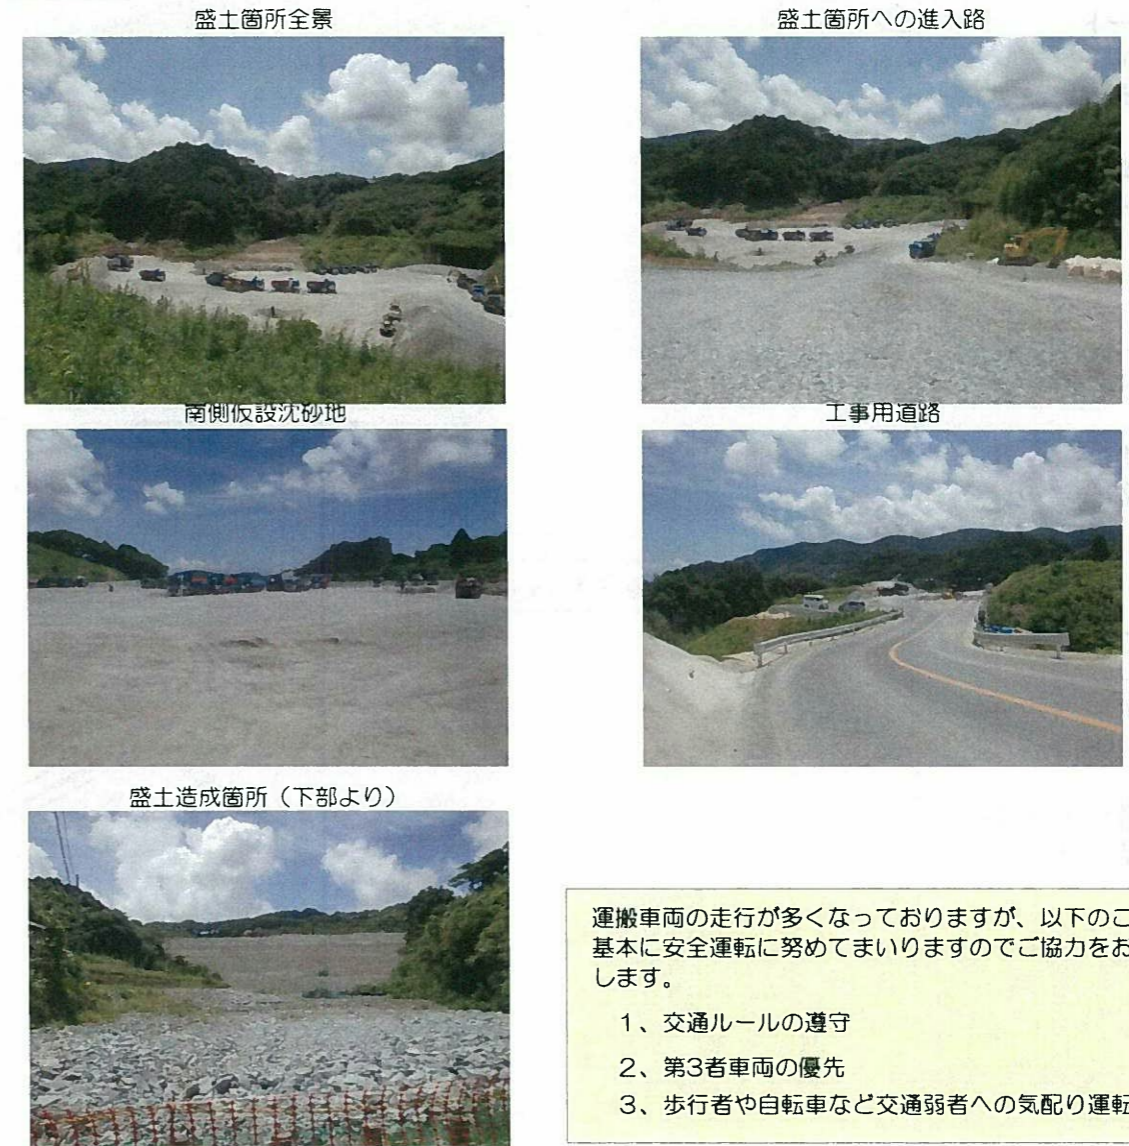 盛土箇所全景
盛土箇所への進入路
南側仮設沈砂地
工事用道路
盛土造成箇所（下部より）
運搬車両の走行が多くなっておりますが、以下のこ
基本に安全運転に努めてまいりますのでご協力をお
します。
1、交通ルールの遵守
2、第3者車両の優先
3、歩行者や自転車など交通弱者への気配り運転